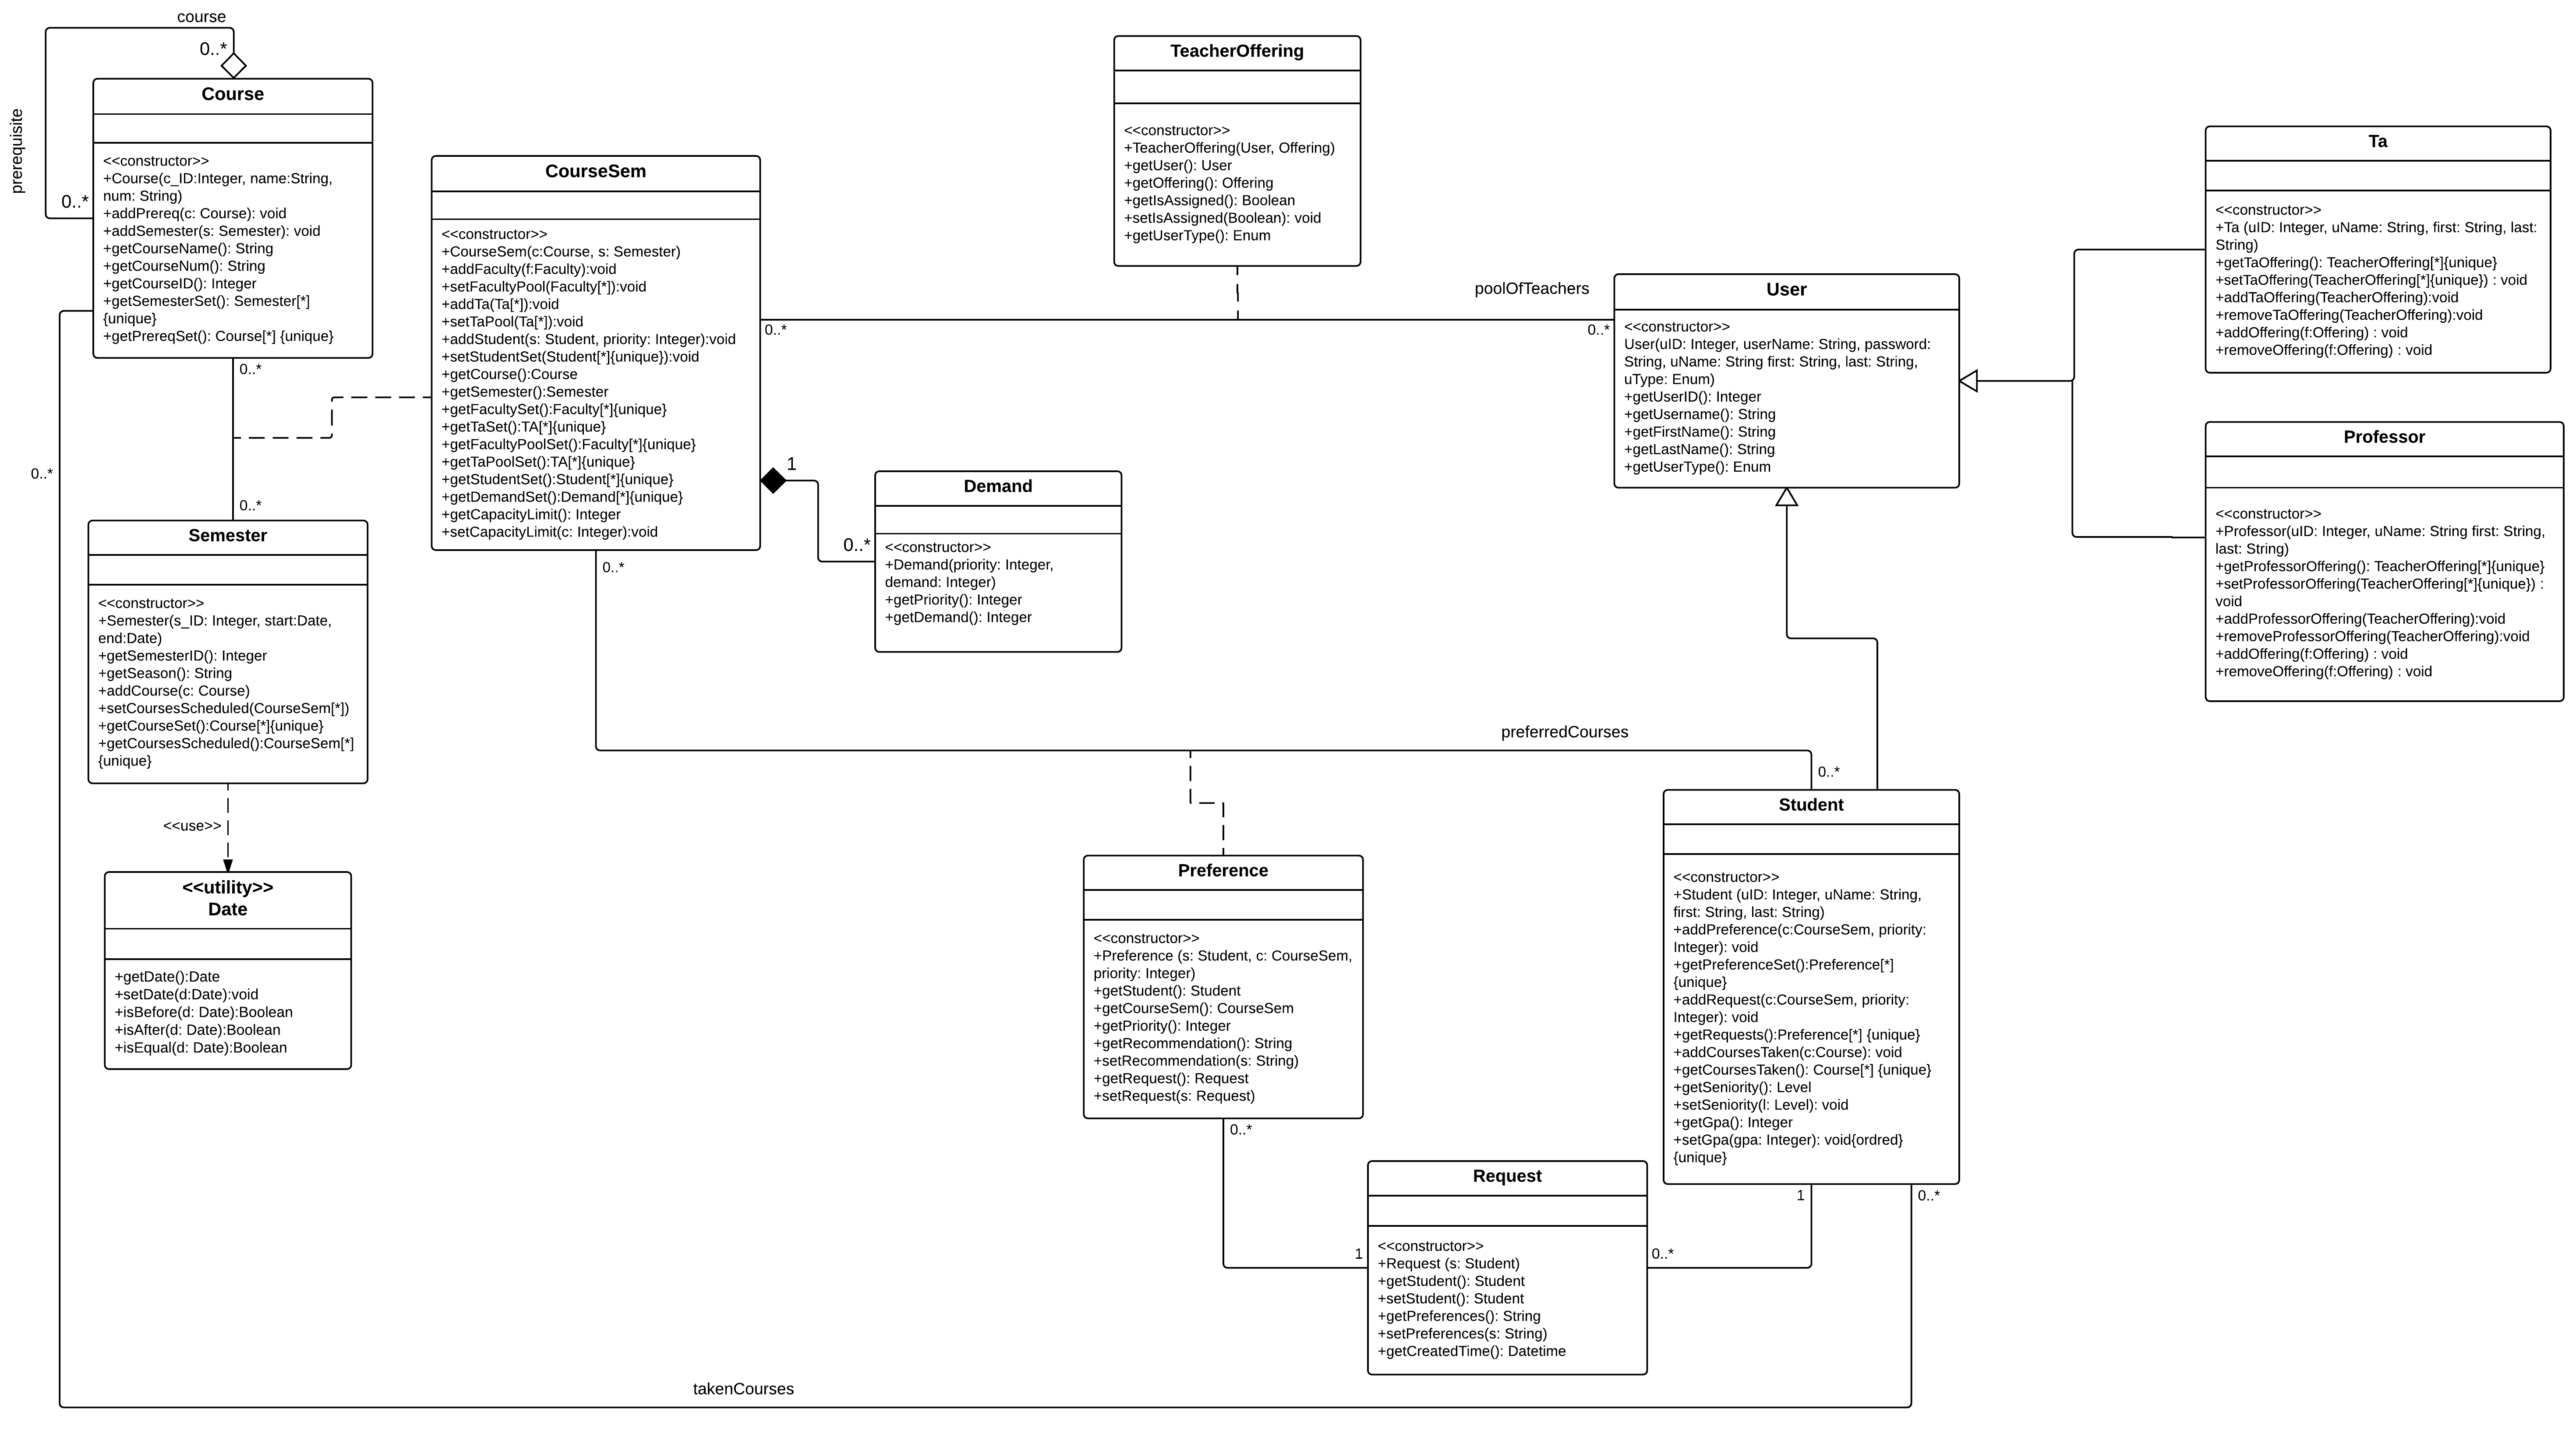 course
0..*
prerequisite
0..*
Course
<<constructor>>
+Course(c_ID:Integer, name:String,
num: String)
+addPrereq(c: Course): void
+addSemester(s: Semester): void
+getCourseName(): String
+getCourseNum(): String
+getCourseID(): Integer
+getSemesterSet(): Semester[*]
{unique}
+getPrereqSet(): Course[*] {unique}
0..*
0..*
0..*
Semester
<<constructor>>
+Semester(s_ID: Integer, start:Date,
end:Date)
+getSemesterID(): Integer
+getSeason(): String
+addCourse(c: Course)
+setCoursesScheduled(CourseSem[*])
+getCourseSet():Course[*]{unique}
+getCoursesScheduled():CourseSem[*]
{unique}
<<use>>
<<utility>>
Date
+getDate():Date
+setDate(d:Date):void
+isBefore(d: Date):Boolean
+isAfter(d: Date):Boolean
+isEqual(d: Date):Boolean
CourseSem
<<constructor>>
+CourseSem(c:Course, s: Semester)
+addFaculty(f:Faculty):void
+setFacultyPool(Faculty[*]):void
+addTa(Ta[*]):void
+setTaPool(Ta[*]):void
+addStudent(s: Student, priority: Integer):void
+setStudentSet(Student[*]{unique}):void
+getCourse():Course
+getSemester():Semester
+getFacultySet():Faculty[*]{unique}
+getTaSet():TA[*]{unique}
+getFacultyPoolSet():Faculty[*]{unique}
+getTaPoolSet():TA[*]{unique}
+getStudentSet():Student[*]{unique}
+getDemandSet():Demand[*]{unique}
+getCapacityLimit(): Integer
+setCapacityLimit(c: Integer):void
0..*
1
0..*
Demand
<<constructor>>
+Demand(priority: Integer,
demand: Integer)
+getPriority(): Integer
+getDemand(): Integer
TeacherOffering
<<constructor>>
+TeacherOffering(User, Offering)
+getUser(): User
+getOffering(): Offering
+getIsAssigned(): Boolean
+setIsAssigned(Boolean): void
+getUserType(): Enum
0..*
poolOfTeachers
0..*
User
<<constructor>>
User(uID: Integer, userName: String, password:
String, uName: String first: String, last: String,
uType: Enum)
+getUserID(): Integer
+getUsername(): String
+getFirstName(): String
+getLastName(): String
+getUserType(): Enum
Ta
<<constructor>>
+Ta (uID: Integer, uName: String, first: String, last:
String)
+getTaOffering(): TeacherOffering[*]{unique}
+setTaOffering(TeacherOffering[*]{unique}) : void
+addTaOffering(TeacherOffering):void
+removeTaOffering(TeacherOffering):void
+addOffering(f:Offering) : void
+removeOffering(f:Offering) : void
Professor
<<constructor>>
+Professor(uID: Integer, uName: String first: String,
last: String)
+getProfessorOffering(): TeacherOffering[*]{unique}
+setProfessorOffering(TeacherOffering[*]{unique}) :
void
+addProfessorOffering(TeacherOffering):void
+removeProfessorOffering(TeacherOffering):void
+addOffering(f:Offering) : void
+removeOffering(f:Offering) : void
preferredCourses
0..*
Student
<<constructor>>
+Student (uID: Integer, uName: String,
first: String, last: String)
+addPreference(c:CourseSem, priority:
Integer): void
+getPreferenceSet():Preference[*]
{unique}
+addRequest(c:CourseSem, priority:
Integer): void
+getRequests():Preference[*] {unique}
+addCoursesTaken(c:Course): void
+getCoursesTaken(): Course[*] {unique}
+getSeniority(): Level
+setSeniority(l: Level): void
+getGpa(): Integer
+setGpa(gpa: Integer): void{ordred}
{unique}
1
0..*
Preference
<<constructor>>
+Preference (s: Student, c: CourseSem,
priority: Integer)
+getStudent(): Student
+getCourseSem(): CourseSem
+getPriority(): Integer
+getRecommendation(): String
+setRecommendation(s: String)
+getRequest(): Request
+setRequest(s: Request)
0..*
1
0..*
Request
<<constructor>>
+Request (s: Student)
+getStudent(): Student
+setStudent(): Student
+getPreferences(): String
+setPreferences(s: String)
+getCreatedTime(): Datetime
takenCourses